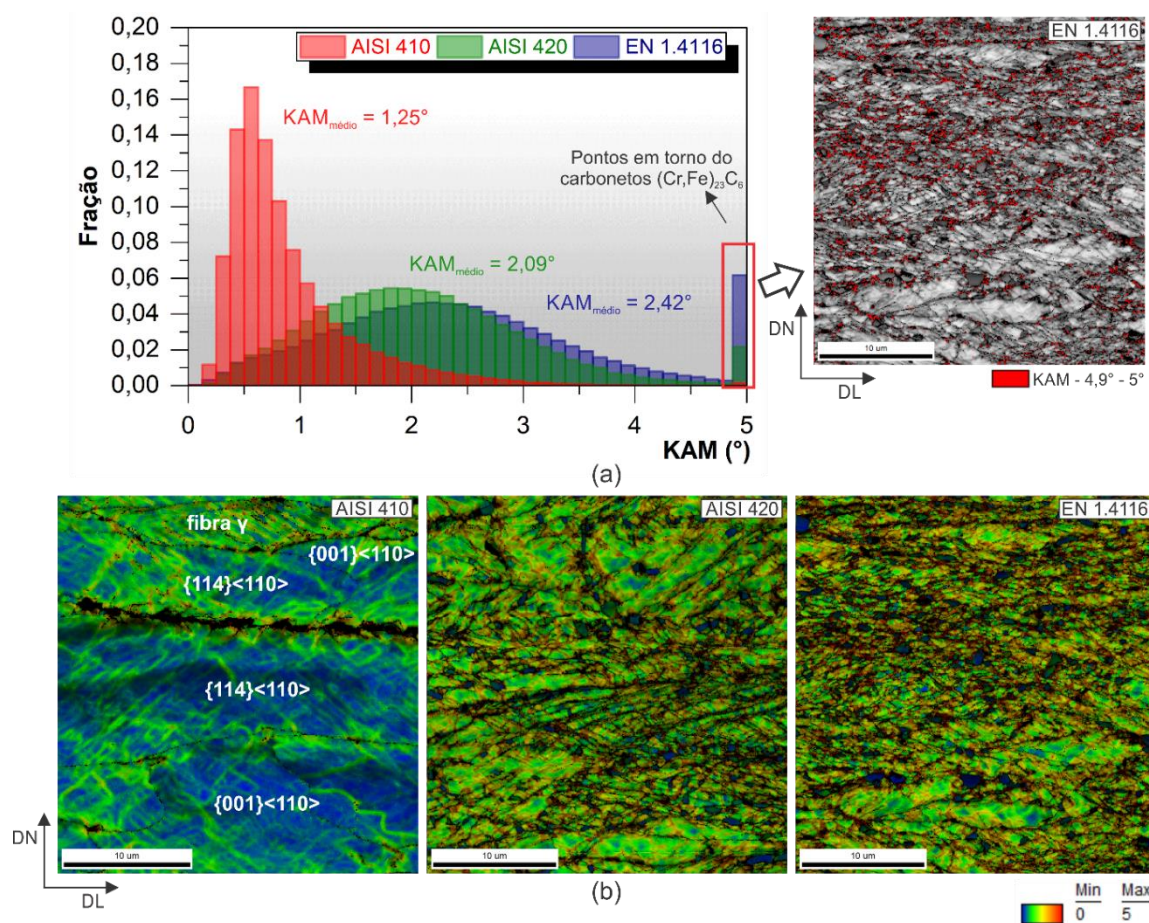 0,20
0,18
0,16
0,14
0,12
0,10
0,08
0,06
0,04
0,02
0,00
Fração
AISI 410 AISI 420 EN 1.4116
KAMmédio = 1,25°
KAMmédio = 2,09°
KAMmédio = 2,42°
Pontos em torno do
carbonetos (Cr,Fe)23C6
0 1 2 3 4 5
KAM (°)
(a)
EN 1.4116
10 um
DN
DL
KAM - 4,9° - 5°
AISI 410
fibra γ
{001}<110>
{114}<110>
{114}<110>
{001}<110>
10 um
AISI 420
10 um
EN 1.4116
10 um
DN
DL
(b)
Min Max
0 5